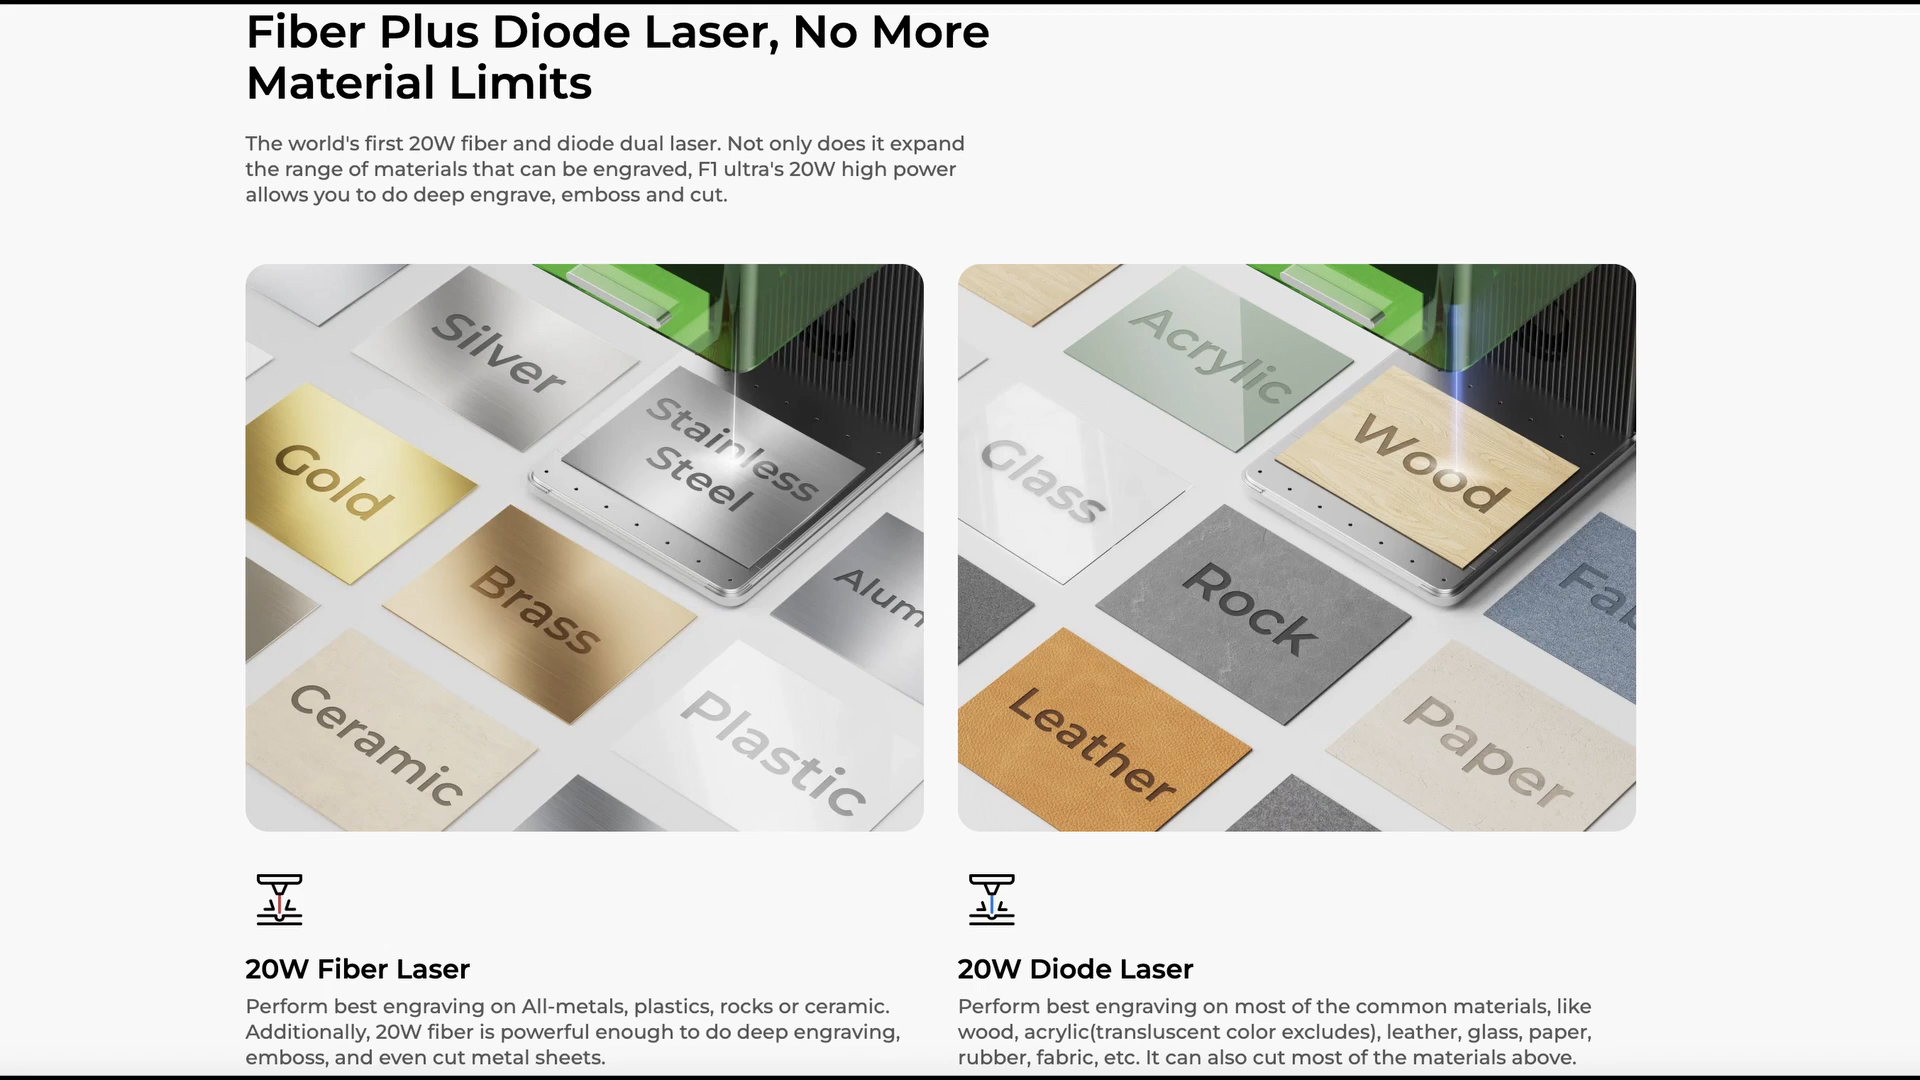 Fiber Plus Diode Laser, No More
Material Limits
The world's first 20W fiber and diode dual laser. Not only does it expand
the range of materials that can be engraved, F1 ultra's 20W high power
allows you to do deep engrave, emboss and cut.
Silver
Stainless
Steel
Gold
Brass
Alum
Ceramic
Plastic
Acrylic
Wood
Glass
Rock
Fab
Leather
Paper
20W Fiber Laser
Perform best engraving on All-metals, plastics, rocks or ceramic.
Additionally, 20W fiber is powerful enough to do deep engraving,
emboss, and even cut metal sheets.
20W Diode Laser
Perform best engraving on most of the common materials, like
wood, acrylic(transluscent color excludes), leather, glass, paper,
rubber, fabric, etc. It can also cut most of the materials above.